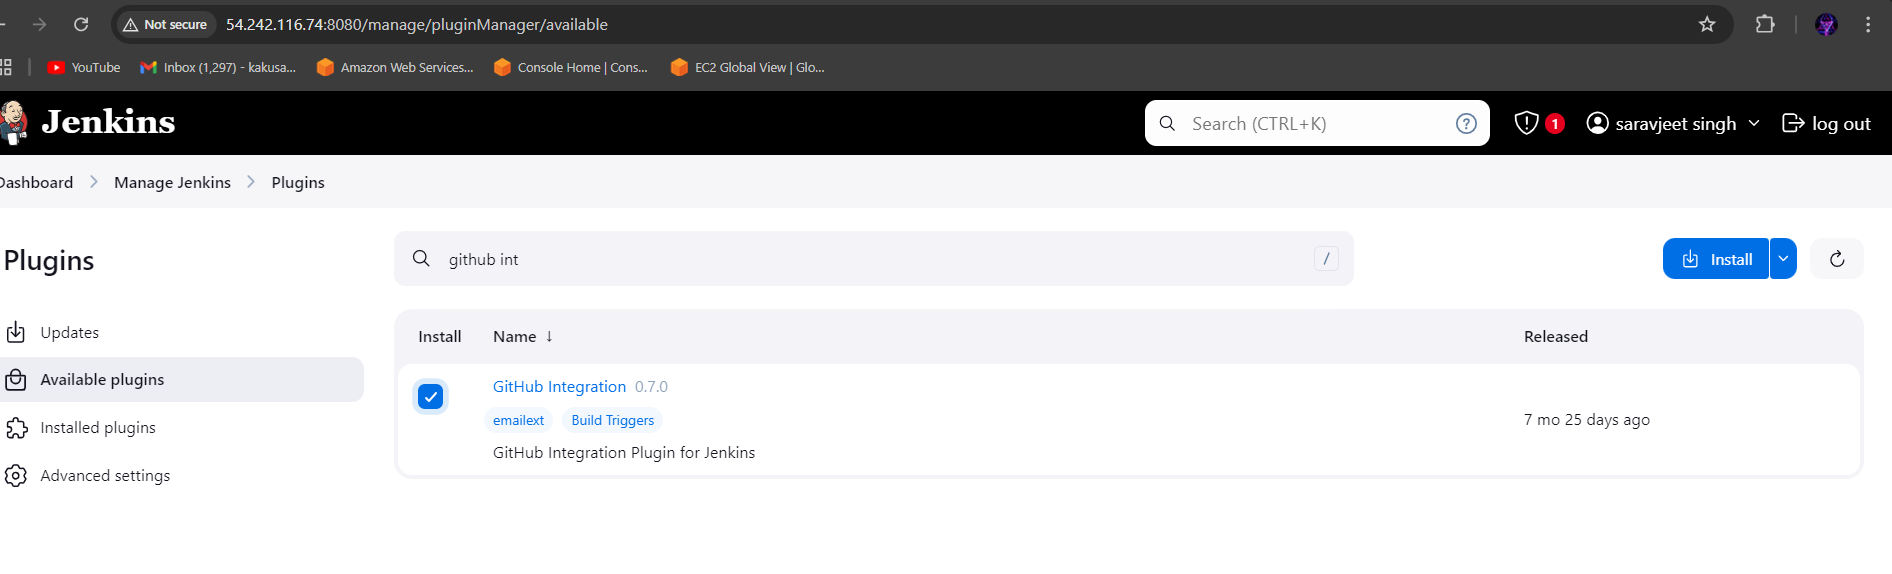 Not secure 54.242.116.74:8080/manage/pluginManager/available
YouTube Inbox (1,297) - kakusa... Amazon Web Services... Console Home | Cons... EC2 Global View | Glo...
Jenkins Search (CTRL+K) ? 1 saravjeet singh log out
Dashboard Manage Jenkins Plugins
Plugins
github int / Install
Updates
Available plugins
Installed plugins
Advanced settings
Install Name ↓ Released
GitHub Integration 0.7.0
emailext Build Triggers
7 mo 25 days ago
GitHub Integration Plugin for Jenkins